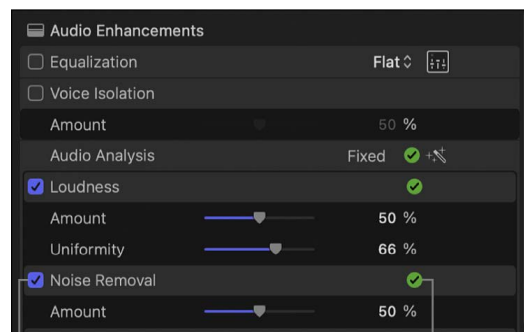 Audio Enhancements
Equalization Flat
Voice Isolation
Amount 50 %
Audio Analysis Fixed
Loudness
Amount 50 %
Uniformity 66 %
Noise Removal
Amount 50 %